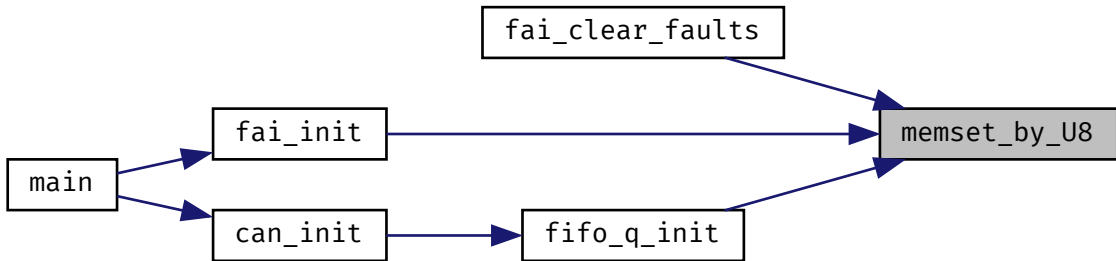 fai_clear_faults
fai_init
memset_by_U8
main
can_init
fifo_q_init